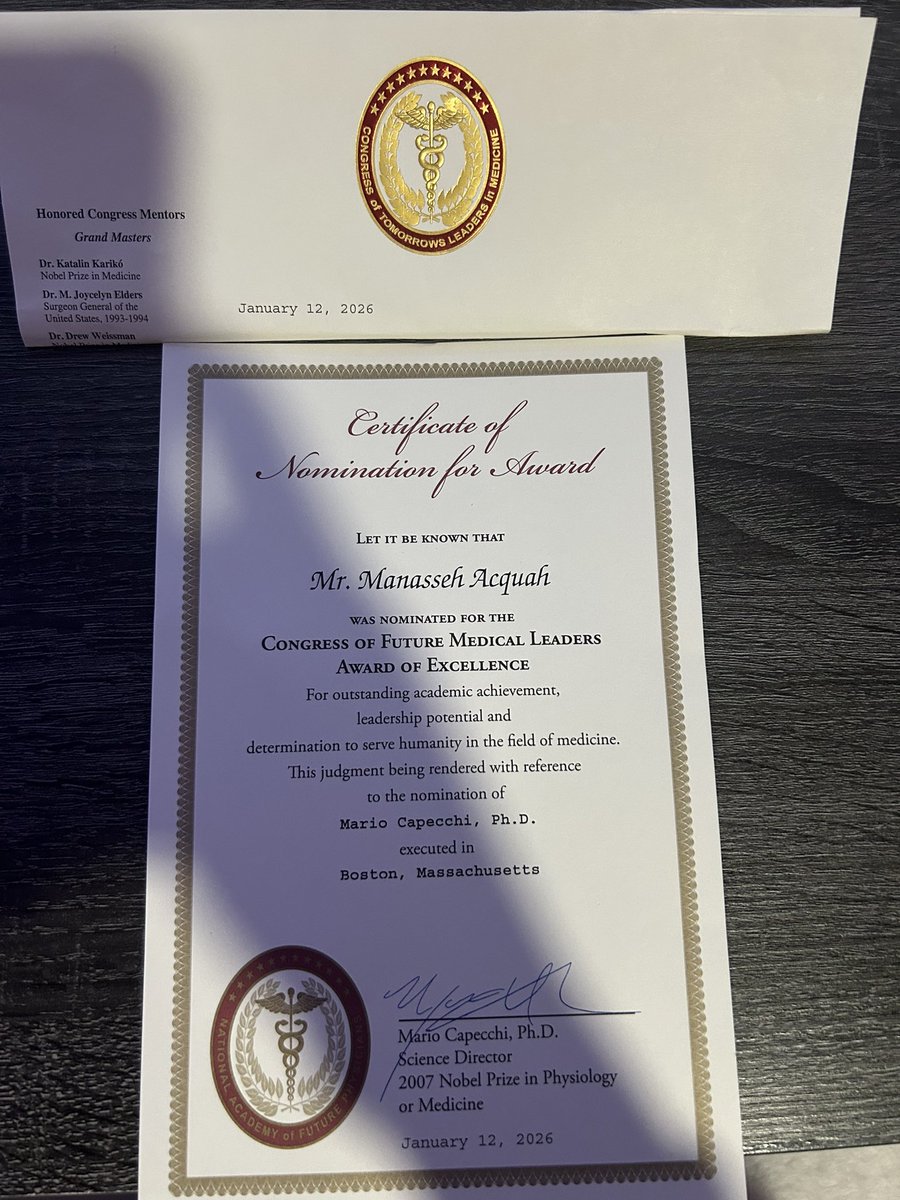 CONGRESS of TOMORROWS LEADERS in MEDICINE
Honored Congress Mentors
Grand Masters
Dr. Katalin Karikó
Nobel Prize in Medicine
Dr. M. Joycelyn Elders
Surgeon General of the
United States, 1993-1994
Dr. Drew Weissman
January 12, 2026
Certificate of
Nomination for Award
LET IT BE KNOWN THAT
Mr. Manasseh Acquah
WAS NOMINATED FOR THE
CONGRESS OF FUTURE MEDICAL LEADERS
AWARD OF EXCELLENCE
For outstanding academic achievement,
leadership potential and
determination to serve humanity in the field of medicine.
This judgment being rendered with reference
to the nomination of
Mario Capecchi, Ph.D.
executed in
Boston, Massachusetts
NATIONAL ACADEMY of FUTURE PHYSICIANS
Mario Capecchi, Ph.D.
Science Director
2007 Nobel Prize in Physiology
or Medicine
January 12, 2026